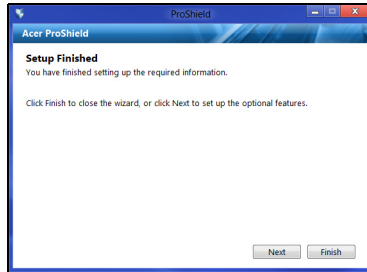 ProShield
Acer ProShield
Setup Finished
You have finished setting up the required information.
Click Finish to close the wizard, or click Next to set up the optional features.
Next Finish